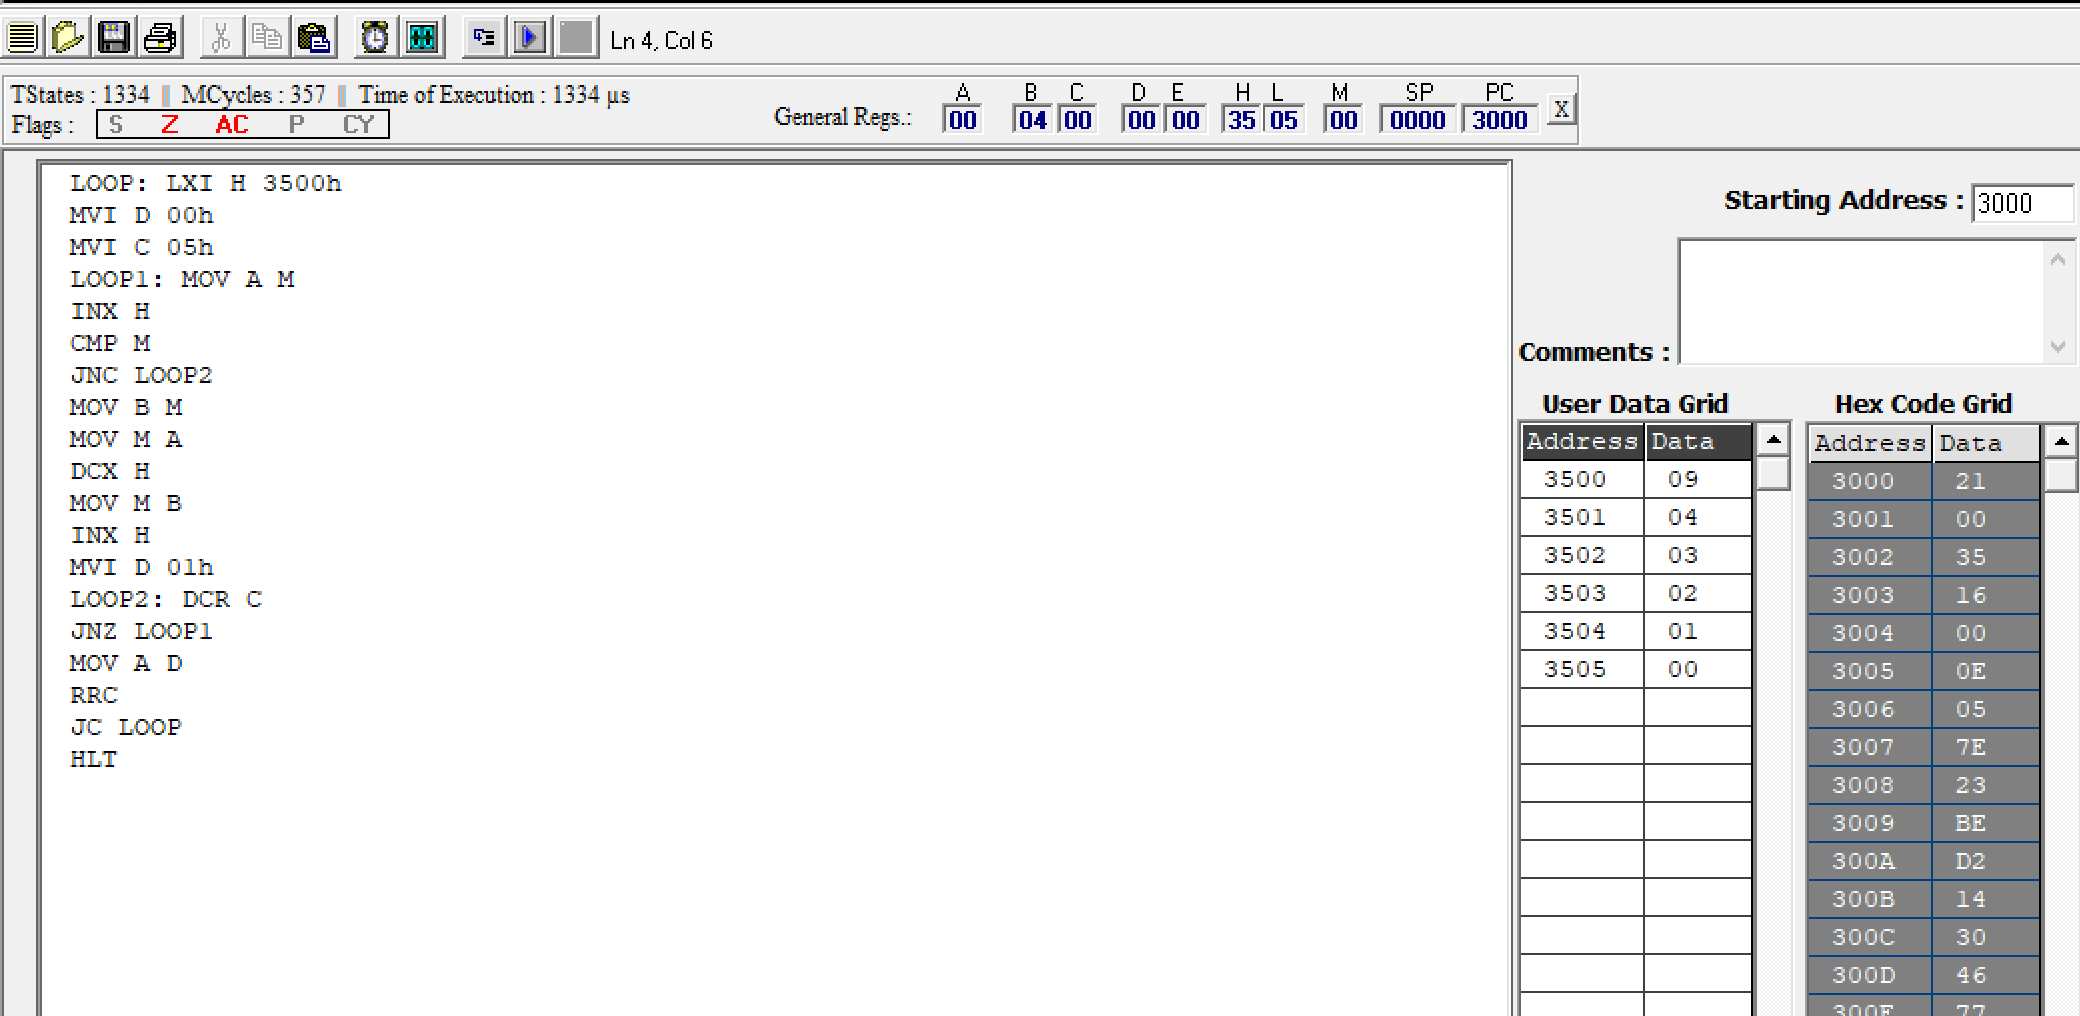 Ln 4, Col 6
TStates : 1334 || MCycles : 357 || Time of Execution : 1334 µs
Flags : S Z AC P CY
General Regs.:
A B C D E H L M SP PC
00 04 00 00 00 35 05 00 0000 3000 X
LOOP: LXI H 3500h
MVI D 00h
MVI C 05h
LOOP1: MOV A M
INX H
CMP M
JNC LOOP2
MOV B M
MOV M A
DCX H
MOV M B
INX H
MVI D 01h
LOOP2: DCR C
JNZ LOOP1
MOV A D
RRC
JC LOOP
HLT
Starting Address : 3000
Comments :
User Data Grid
Address Data
3500 09
3501 04
3502 03
3503 02
3504 01
3505 00
Hex Code Grid
Address Data
3000 21
3001 00
3002 35
3003 16
3004 00
3005 0E
3006 05
3007 7E
3008 23
3009 BE
300A D2
300B 14
300C 30
300D 46
300E 77